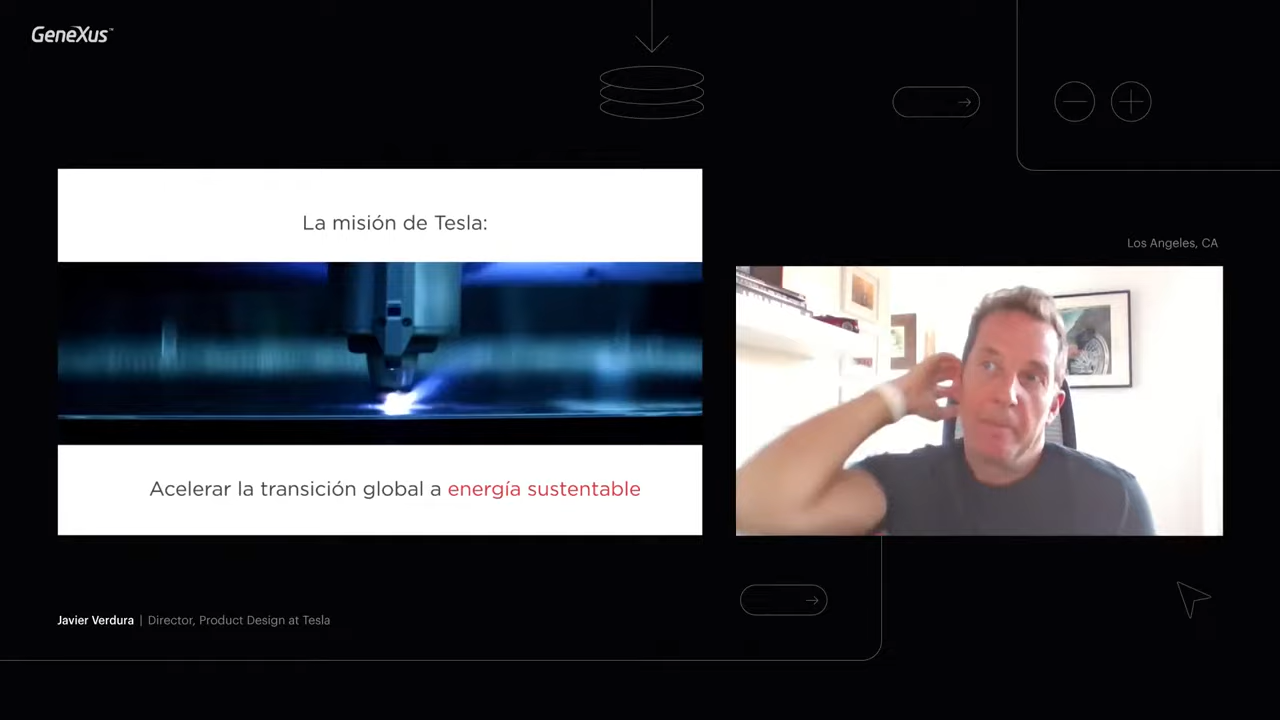 GeneXus™
La misión de Tesla:
Acelerar la transición global a energía sustentable
Los Angeles, CA
Javier Verdura | Director, Product Design at Tesla